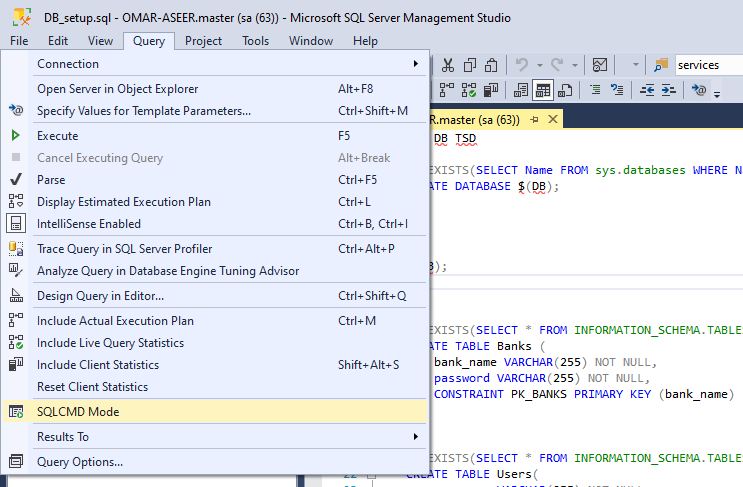 DB_setup.sql - OMAR-ASEER.master (sa (63)) - Microsoft SQL Server Management Studio
File Edit View Query Project Tools Window Help
services
Connection
Open Server in Object Explorer Alt+F8
Specify Values for Template Parameters... Ctrl+Shift+M
Execute F5
Cancel Executing Query Alt+Break
Parse Ctrl+F5
Display Estimated Execution Plan Ctrl+L
IntelliSense Enabled Ctrl+B, Ctrl+I
Trace Query in SQL Server Profiler Ctrl+Alt+P
Analyze Query in Database Engine Tuning Advisor
Design Query in Editor... Ctrl+Shift+Q
Include Actual Execution Plan Ctrl+M
Include Live Query Statistics
Include Client Statistics Shift+Alt+S
Reset Client Statistics
SQLCMD Mode
Results To
Query Options...
R.master (sa (63))
DB TSD
EXISTS(SELECT Name FROM sys.databases WHERE N
ATE DATABASE $(DB);
);
EXISTS(SELECT * FROM INFORMATION_SCHEMA.TABLES
ATE TABLE Banks (
bank_name VARCHAR(255) NOT NULL,
password VARCHAR(255) NOT NULL,
CONSTRAINT PK_BANKS PRIMARY KEY (bank_name)
EXISTS(SELECT * FROM INFORMATION_SCHEMA.TABLES
22 CREATE TABLE Users(